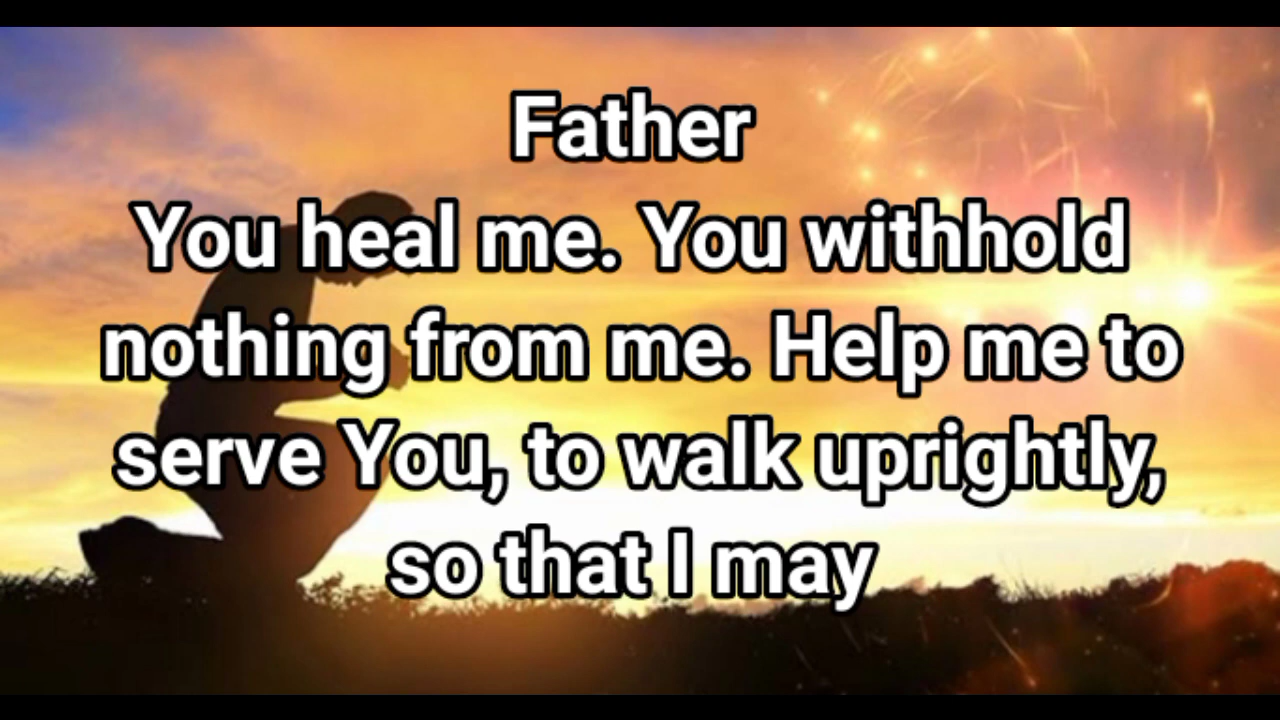 Father
You heal me. You withhold
nothing from me. Help me to
serve You, to walk uprightly,
so that I may